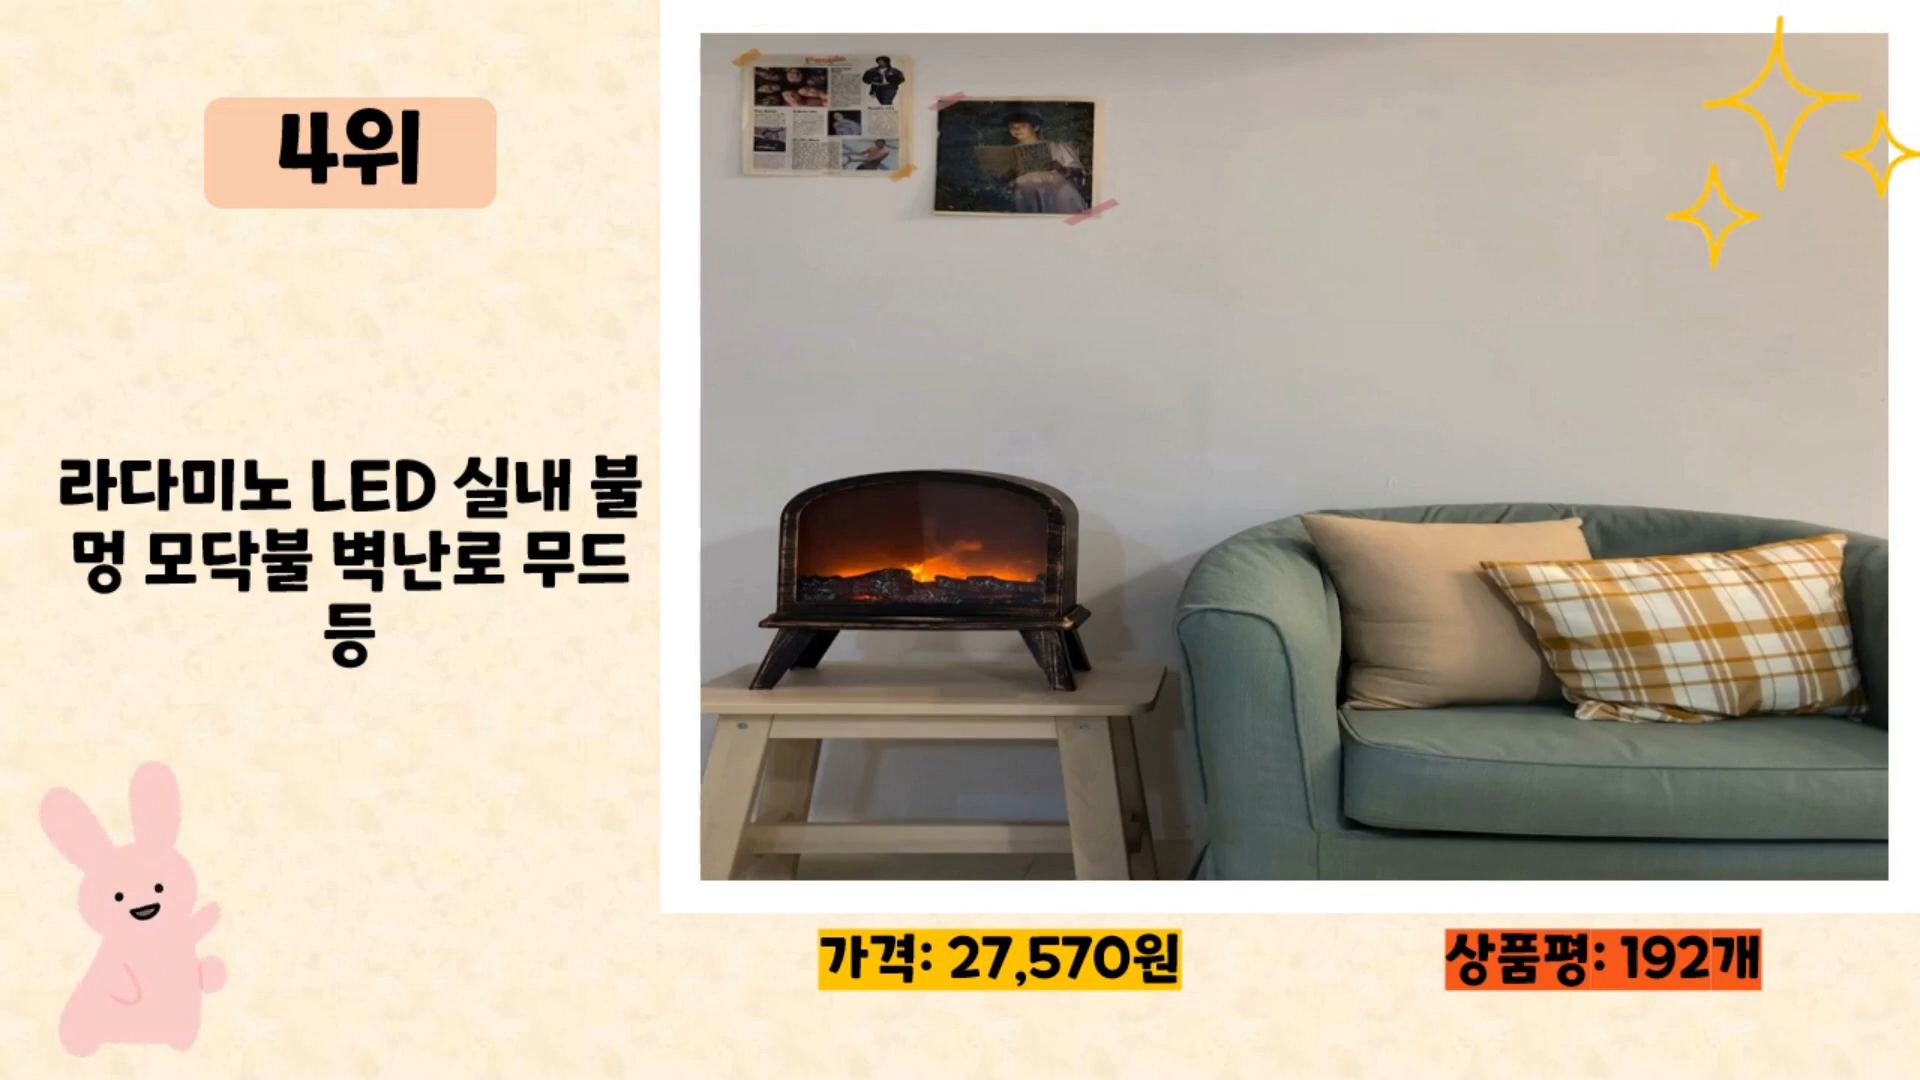 4위
라다미노 LED 실내 불
멍 모닥불 벽난로 무드
등
People
가격: 27,570원
상품평: 192개